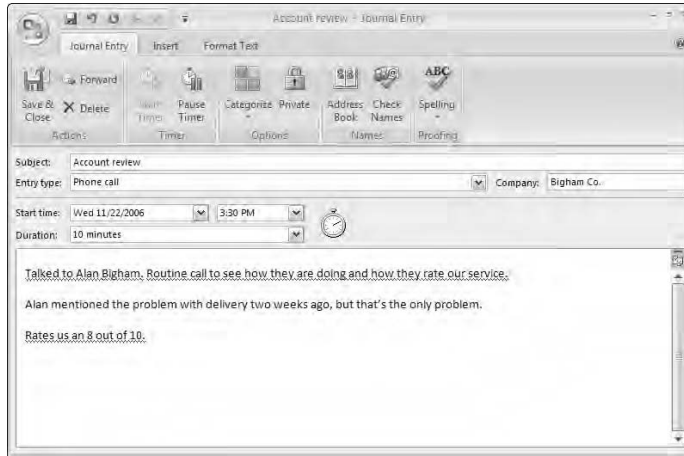 Account review - Journal Entry
Journal Entry Insert Format Text
Save & Close
Forward
Delete
Actions
Start Timer
Pause Timer
Timer
Categorize
Private
Options
Address Book
Check Names
Names
ABC
Spelling
Proofing
Subject: Account review
Entry type: Phone call Company: Bigham Co.
Start time: Wed 11/22/2006 3:30 PM
Duration: 10 minutes
Talked to Alan Bigham. Routine call to see how they are doing and how they rate our service.
Alan mentioned the problem with delivery two weeks ago, but that's the only problem.
Rates us an 8 out of 10.